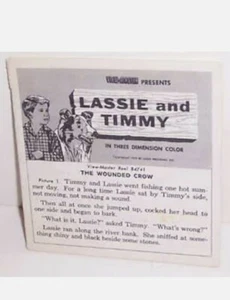 VIEW-MASTER PRESENTS
LASSIE and
TIMMY
IN THREE DIMENSION COLOR
View-Master Reel B4741
THE WOUNDED CROW
Picture 1. Timmy and Lassie went fishing one hot sum-
mer day. For a long time Lassie sat by Timmy's side,
not moving, not making a sound.
Then all at once she jumped up, cocked her head to
one side and began to bark.
"What is it, Lassie?" asked Timmy. "What's wrong?"
Lassie ran along the river bank. She sniffed at some-
thing shiny and black beside some stones.